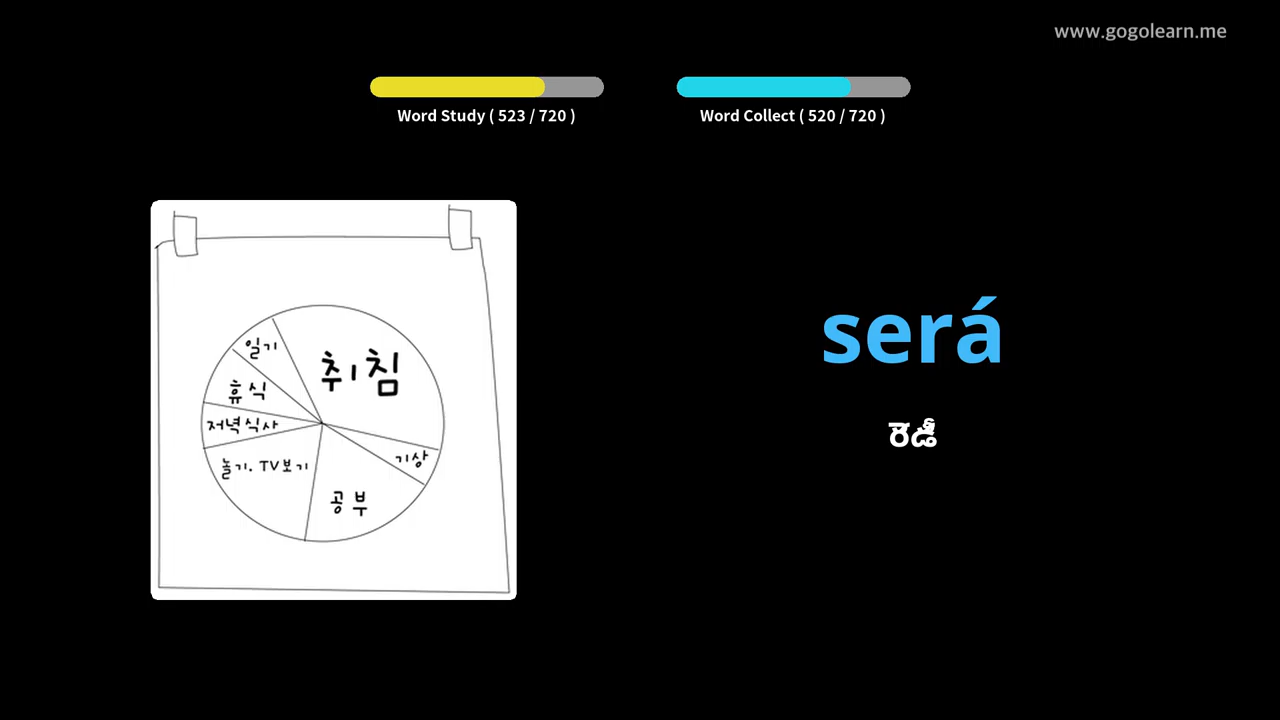 www.gogolearn.me
Word Study ( 523 / 720 )
Word Collect ( 520 / 720 )
será
일기
취침
휴식
저녁식사
기상
놀기. TV보기
공부